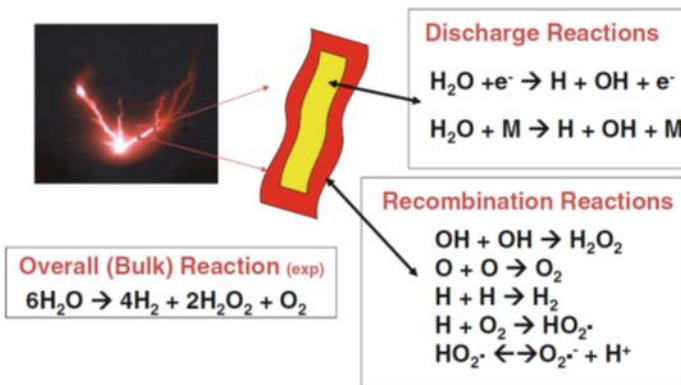 Discharge Reactions
H₂O +e⁻ → H + OH + e⁻
H₂O + M → H + OH + M
Recombination Reactions
OH + OH → H₂O₂
O + O → O₂
H + H → H₂
H + O₂ → HO₂•
HO₂• ←→O₂•⁻ + H⁺
Overall (Bulk) Reaction (exp)
6H₂O → 4H₂ + 2H₂O₂ + O₂